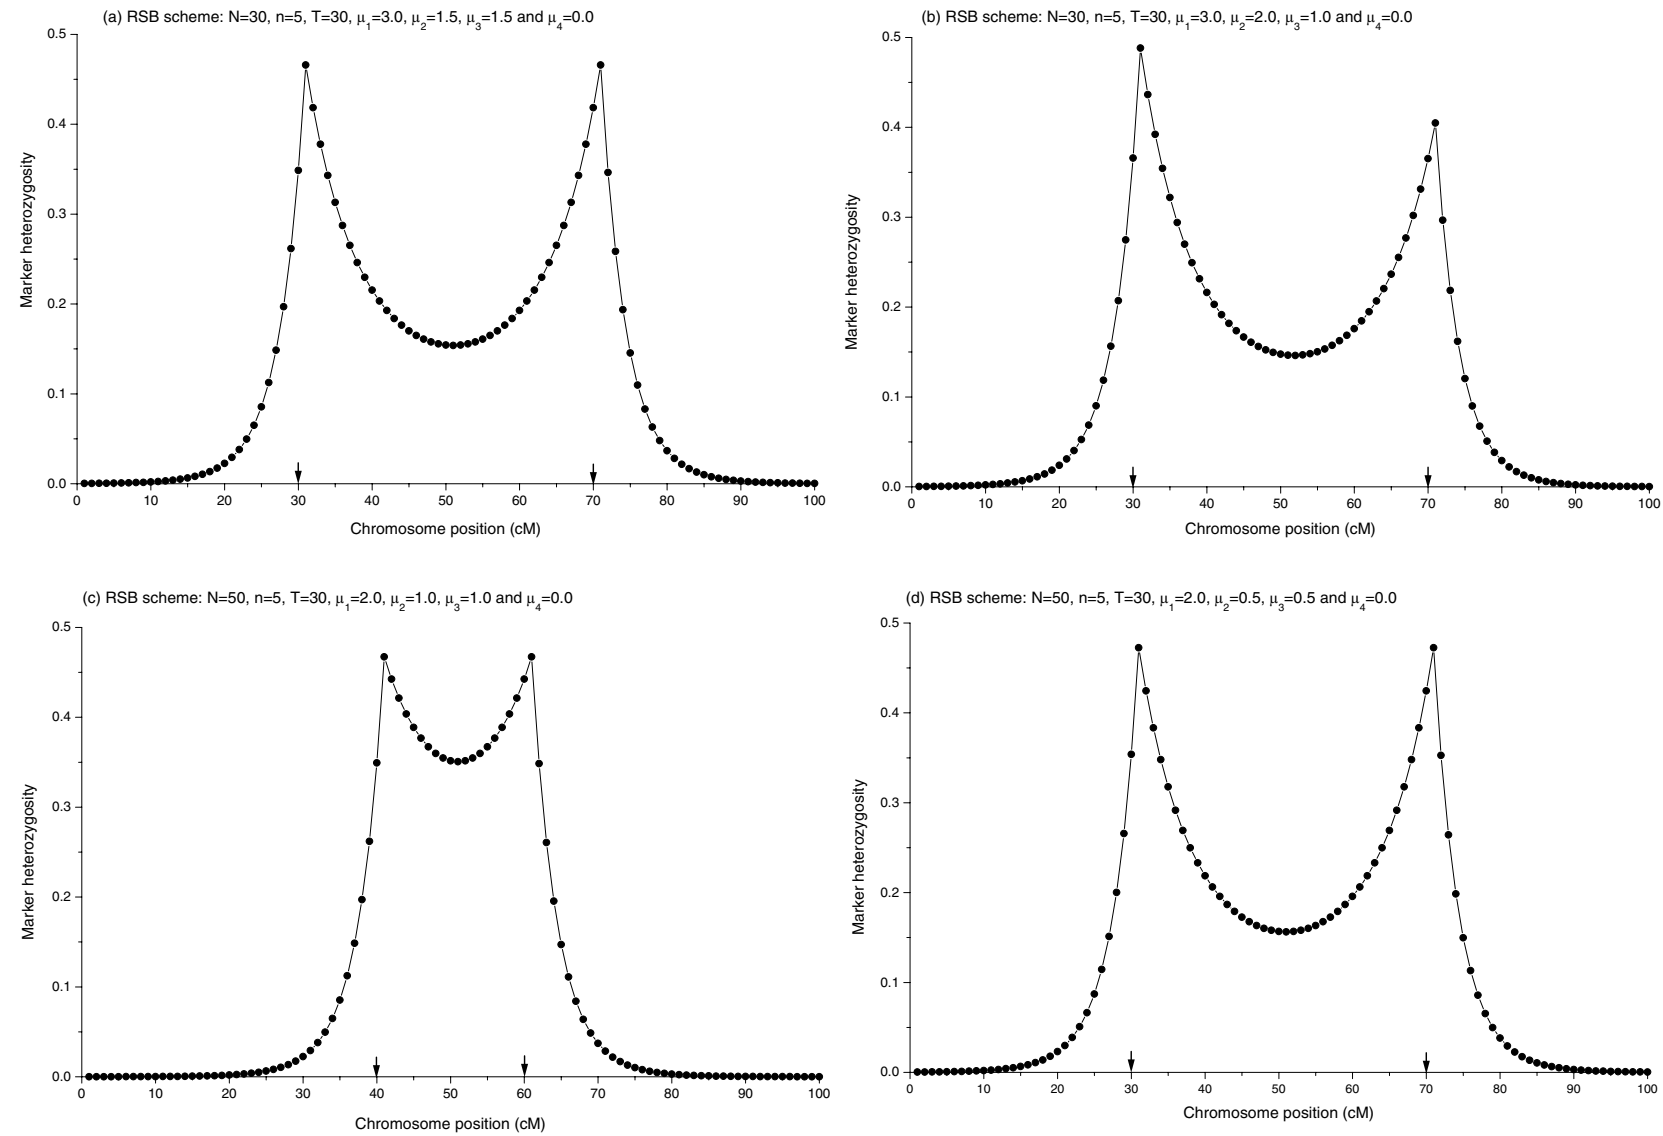 (a) RSB scheme: N=30, n=5, T=30, μ₁=3.0, μ₂=1.5, μ₃=1.5 and μ₄=0.0
0.5
0.4
0.3
0.2
0.1
0.0
Marker heterozygosity
0 10 20 30 40 50 60 70 80 90 100
Chromosome position (cM)
(b) RSB scheme: N=30, n=5, T=30, μ₁=3.0, μ₂=2.0, μ₃=1.0 and μ₄=0.0
0.5
0.4
0.3
0.2
0.1
0.0
Marker heterozygosity
0 10 20 30 40 50 60 70 80 90 100
Chromosome position (cM)
(c) RSB scheme: N=50, n=5, T=30, μ₁=2.0, μ₂=1.0, μ₃=1.0 and μ₄=0.0
0.5
0.4
0.3
0.2
0.1
0.0
Marker heterozygosity
0 10 20 30 40 50 60 70 80 90 100
Chromosome position (cM)
(d) RSB scheme: N=50, n=5, T=30, μ₁=2.0, μ₂=0.5, μ₃=0.5 and μ₄=0.0
0.5
0.4
0.3
0.2
0.1
0.0
Marker heterozygosity
0 10 20 30 40 50 60 70 80 90 100
Chromosome position (cM)